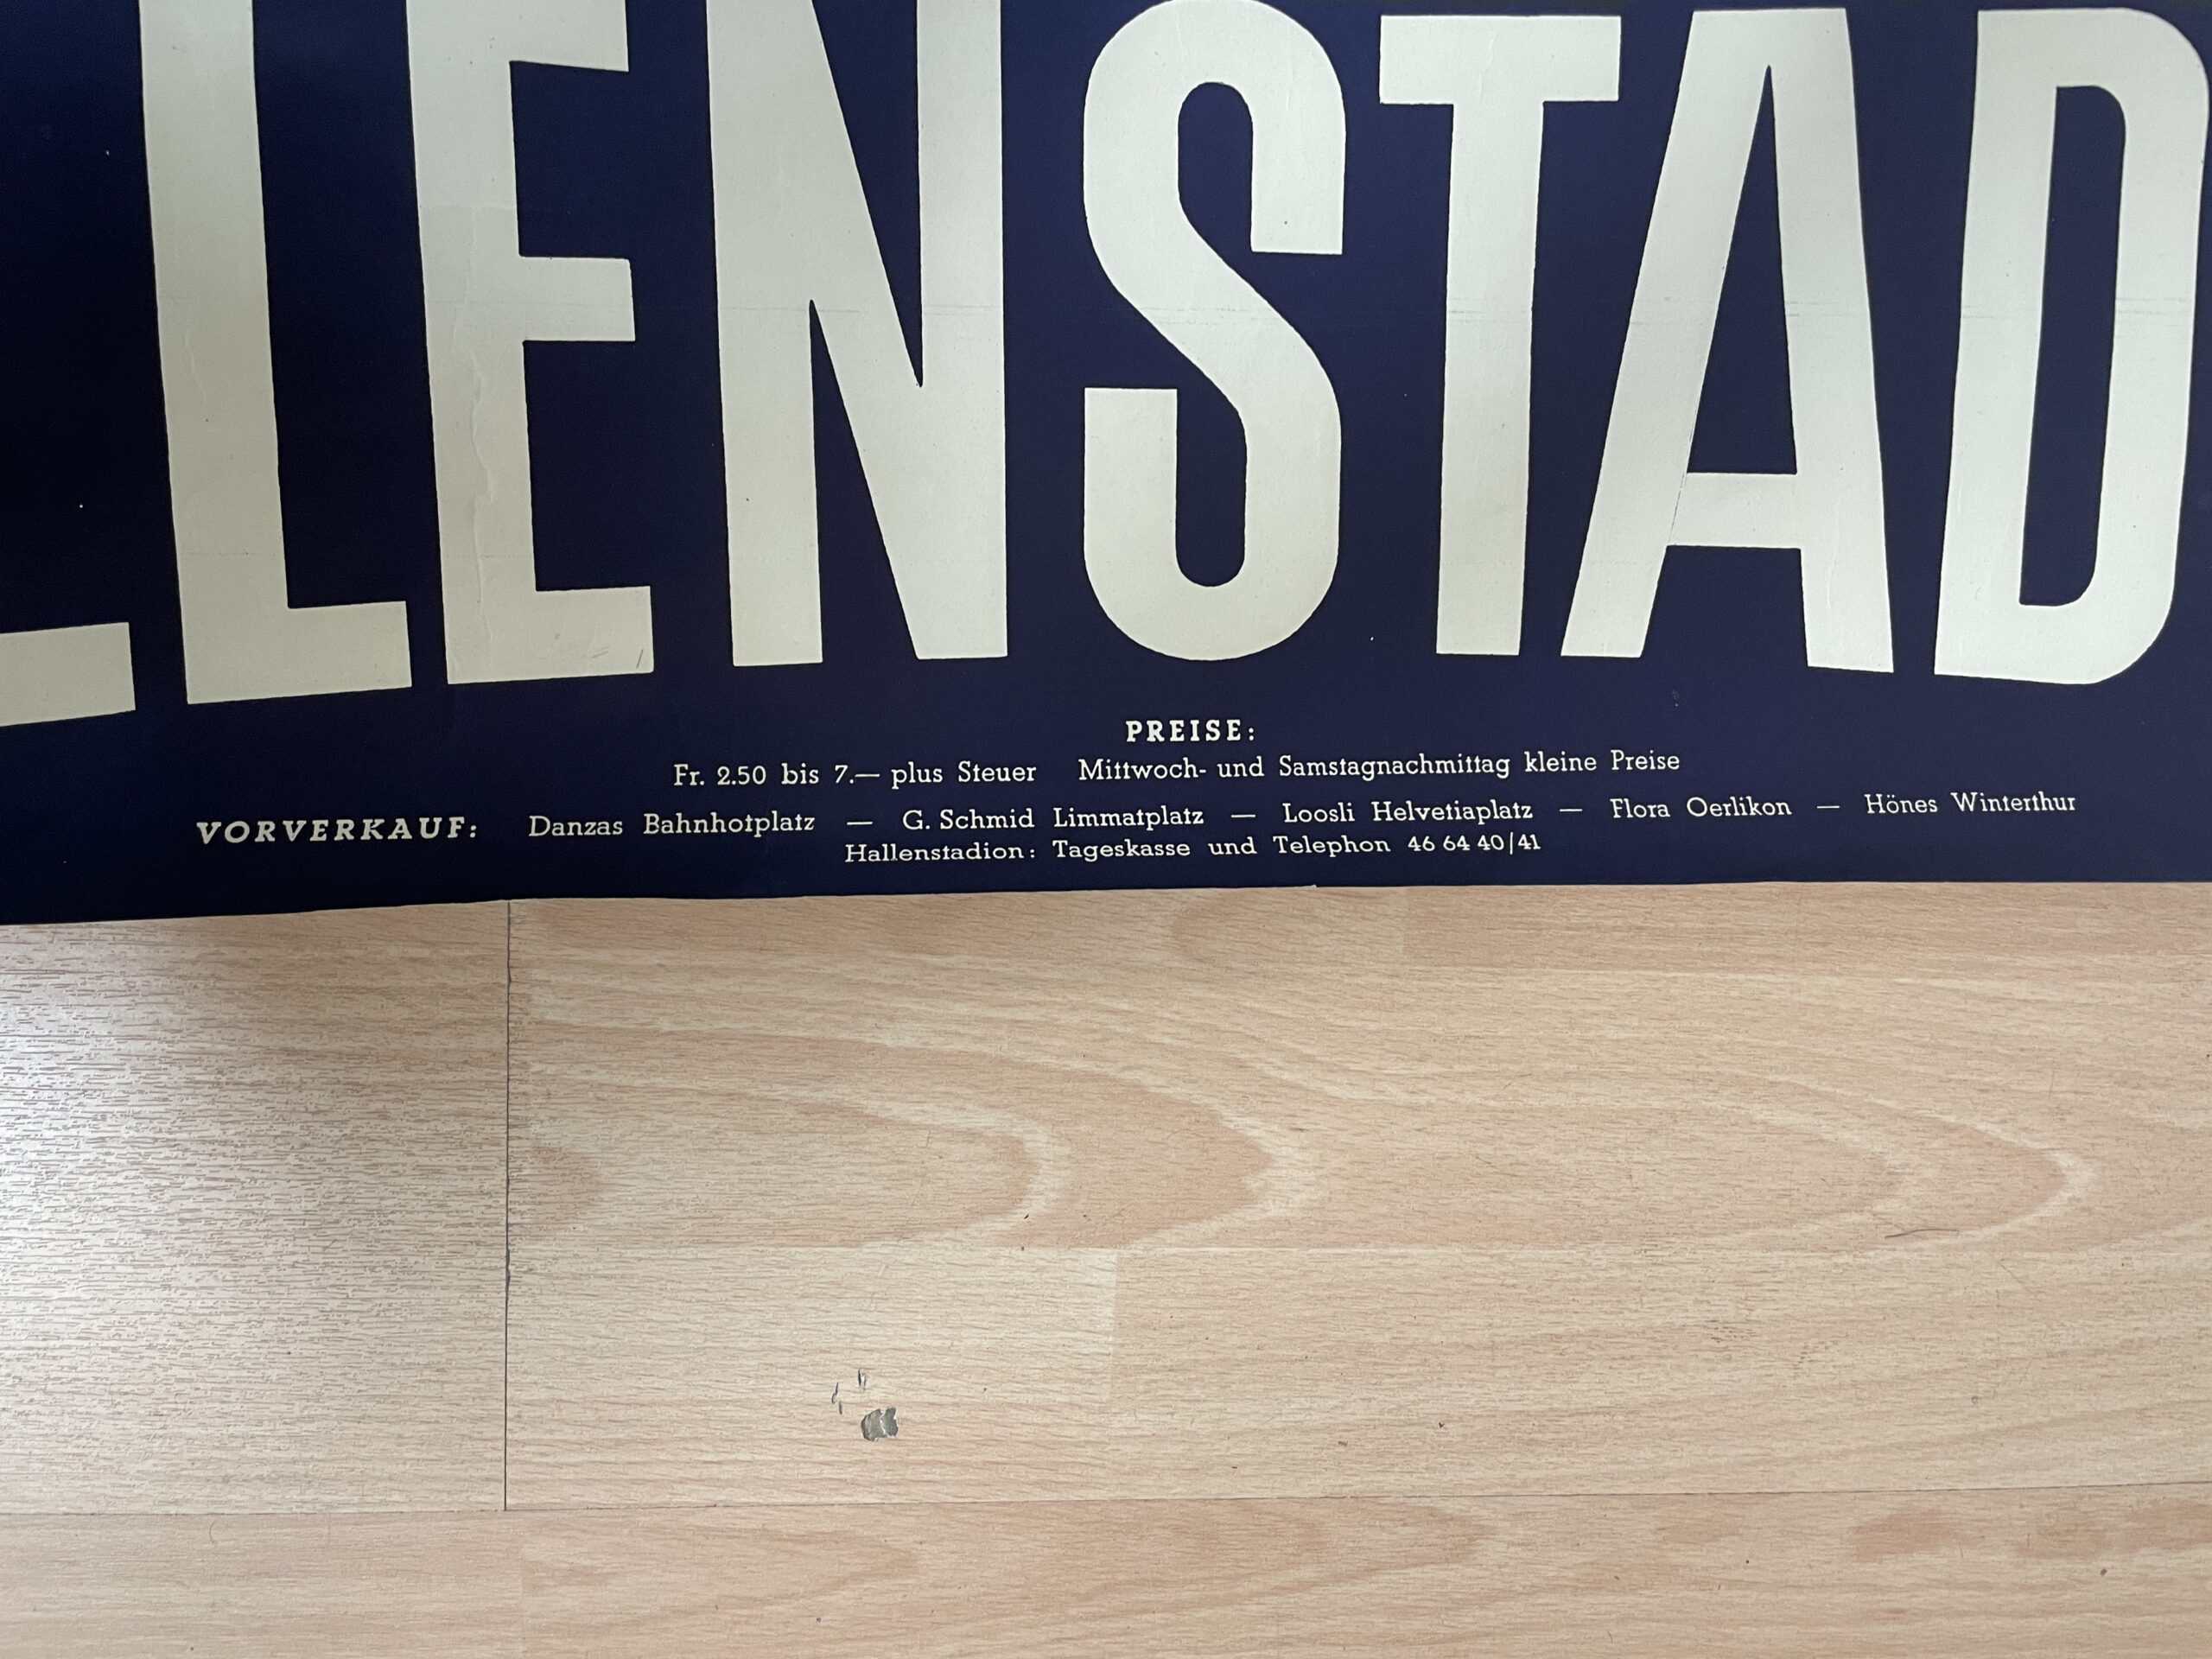 LLENSTAD
PREISE:
Fr. 2.50 bis 7.— plus Steuer Mittwoch- und Samstagnachmittag kleine Preise
VORVERKAUF: Danzas Bahnhofplatz — G. Schmid Limmatplatz — Loosli Helvetiaplatz — Flora Oerlikon — Hönes Winterthur
Hallenstadion: Tageskasse und Telephon 46 64 40/41